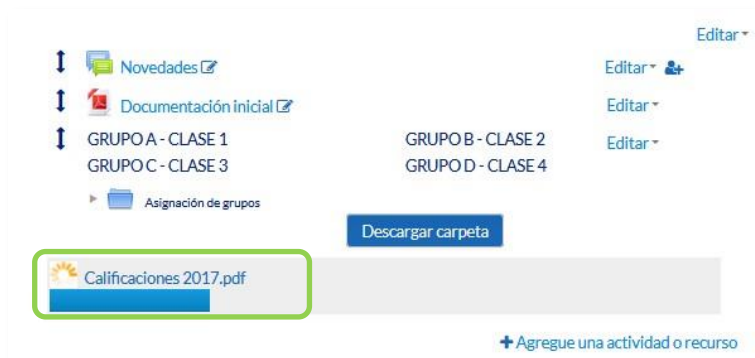 Editar
Novedades Editar
Documentación inicial Editar
GRUPO A - CLASE 1 GRUPO B - CLASE 2 Editar
GRUPO C - CLASE 3 GRUPO D - CLASE 4
Asignación de grupos
Descargar carpeta
Calificaciones 2017.pdf
+ Agregue una actividad o recurso